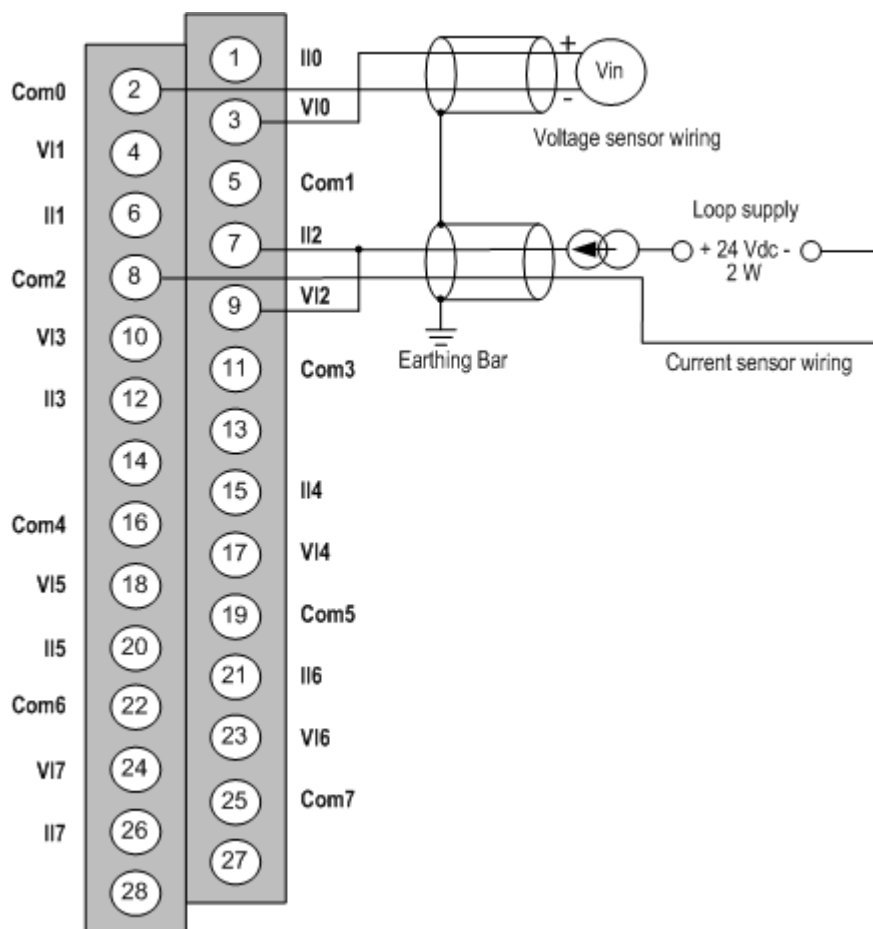 1 II0
Com0 2
3 VI0
VI1 4
5 Com1
II1 6
7 II2
Com2 8
9 VI2
VI3 10
11 Com3
II3 12
13
14
15 II4
Com4 16
17 VI4
VI5 18
19 Com5
II5 20
21 II6
Com6 22
23 VI6
VI7 24
25 Com7
II7 26
27
28
+
Vin
-
Voltage sensor wiring
Loop supply
+ 24 Vdc -
2 W
Earthing Bar
Current sensor wiring